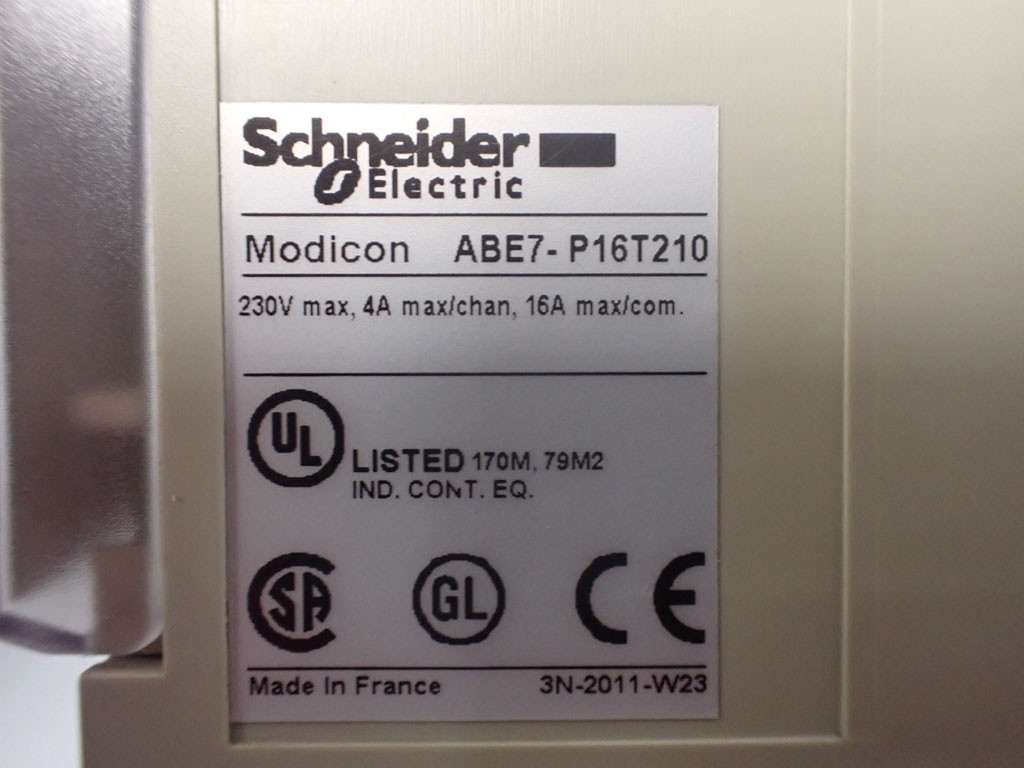 Schneider
Electric
Modicon ABE7- P16T210
230V max, 4A max/chan, 16A max/com.
UL LISTED 170M, 79M2
IND. CONT. EQ.
SA GL CE
Made In France 3N-2011-W23